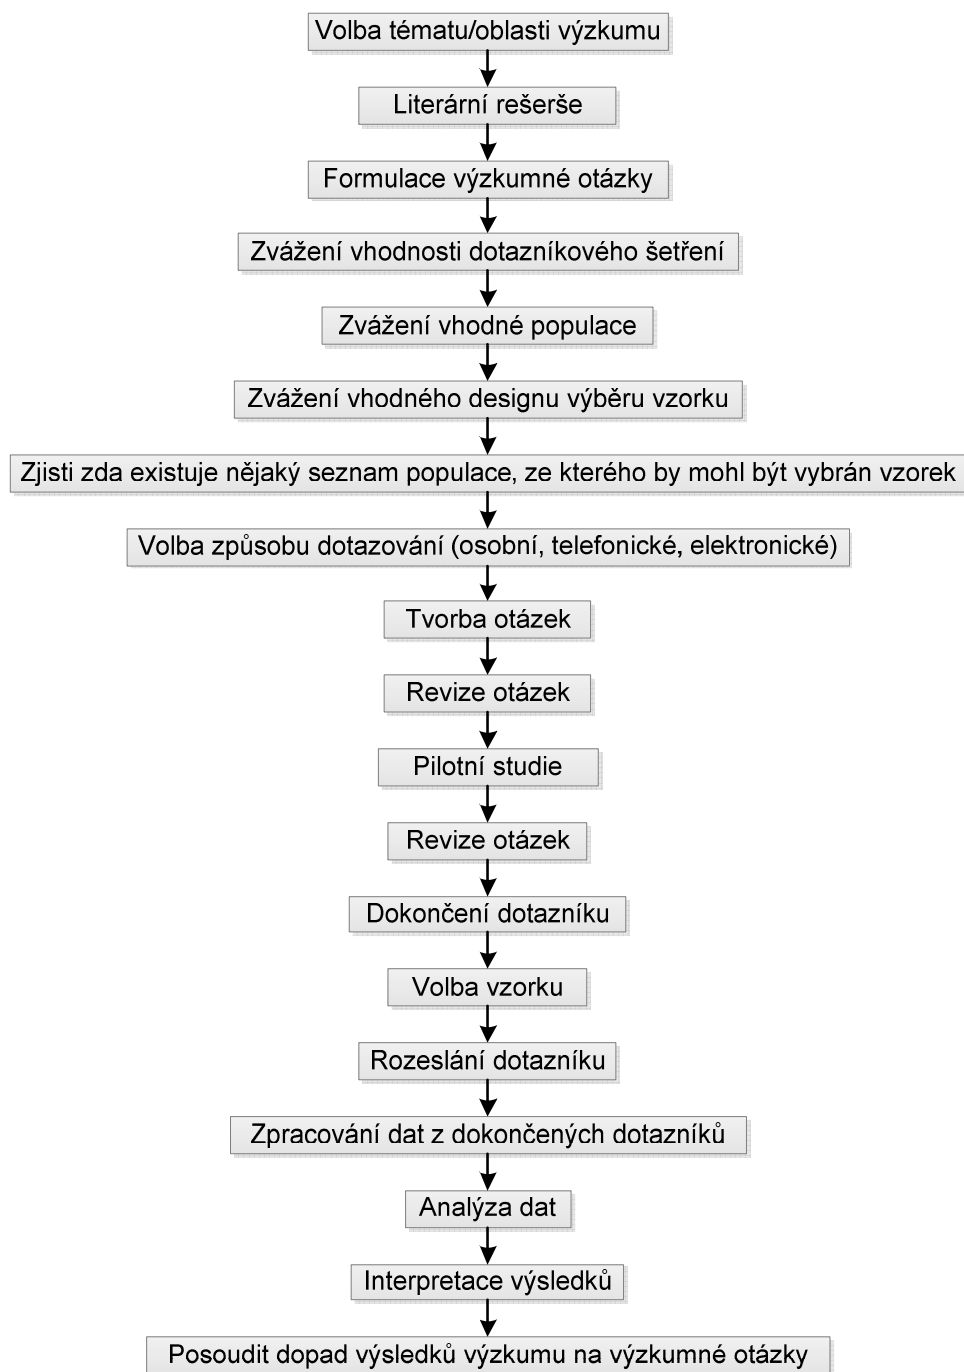 Volba tématu/oblasti výzkumu
Literární rešerše
Formulace výzkumné otázky
Zvážení vhodnosti dotazníkového šetření
Zvážení vhodné populace
Zvážení vhodného designu výběru vzorku
Zjisti zda existuje nějaký seznam populace, ze kterého by mohl být vybrán vzorek
Volba způsobu dotazování (osobní, telefonické, elektronické)
Tvorba otázek
Revize otázek
Pilotní studie
Revize otázek
Dokončení dotazníku
Volba vzorku
Rozeslání dotazníku
Zpracování dat z dokončených dotazníků
Analýza dat
Interpretace výsledků
Posoudit dopad výsledků výzkumu na výzkumné otázky